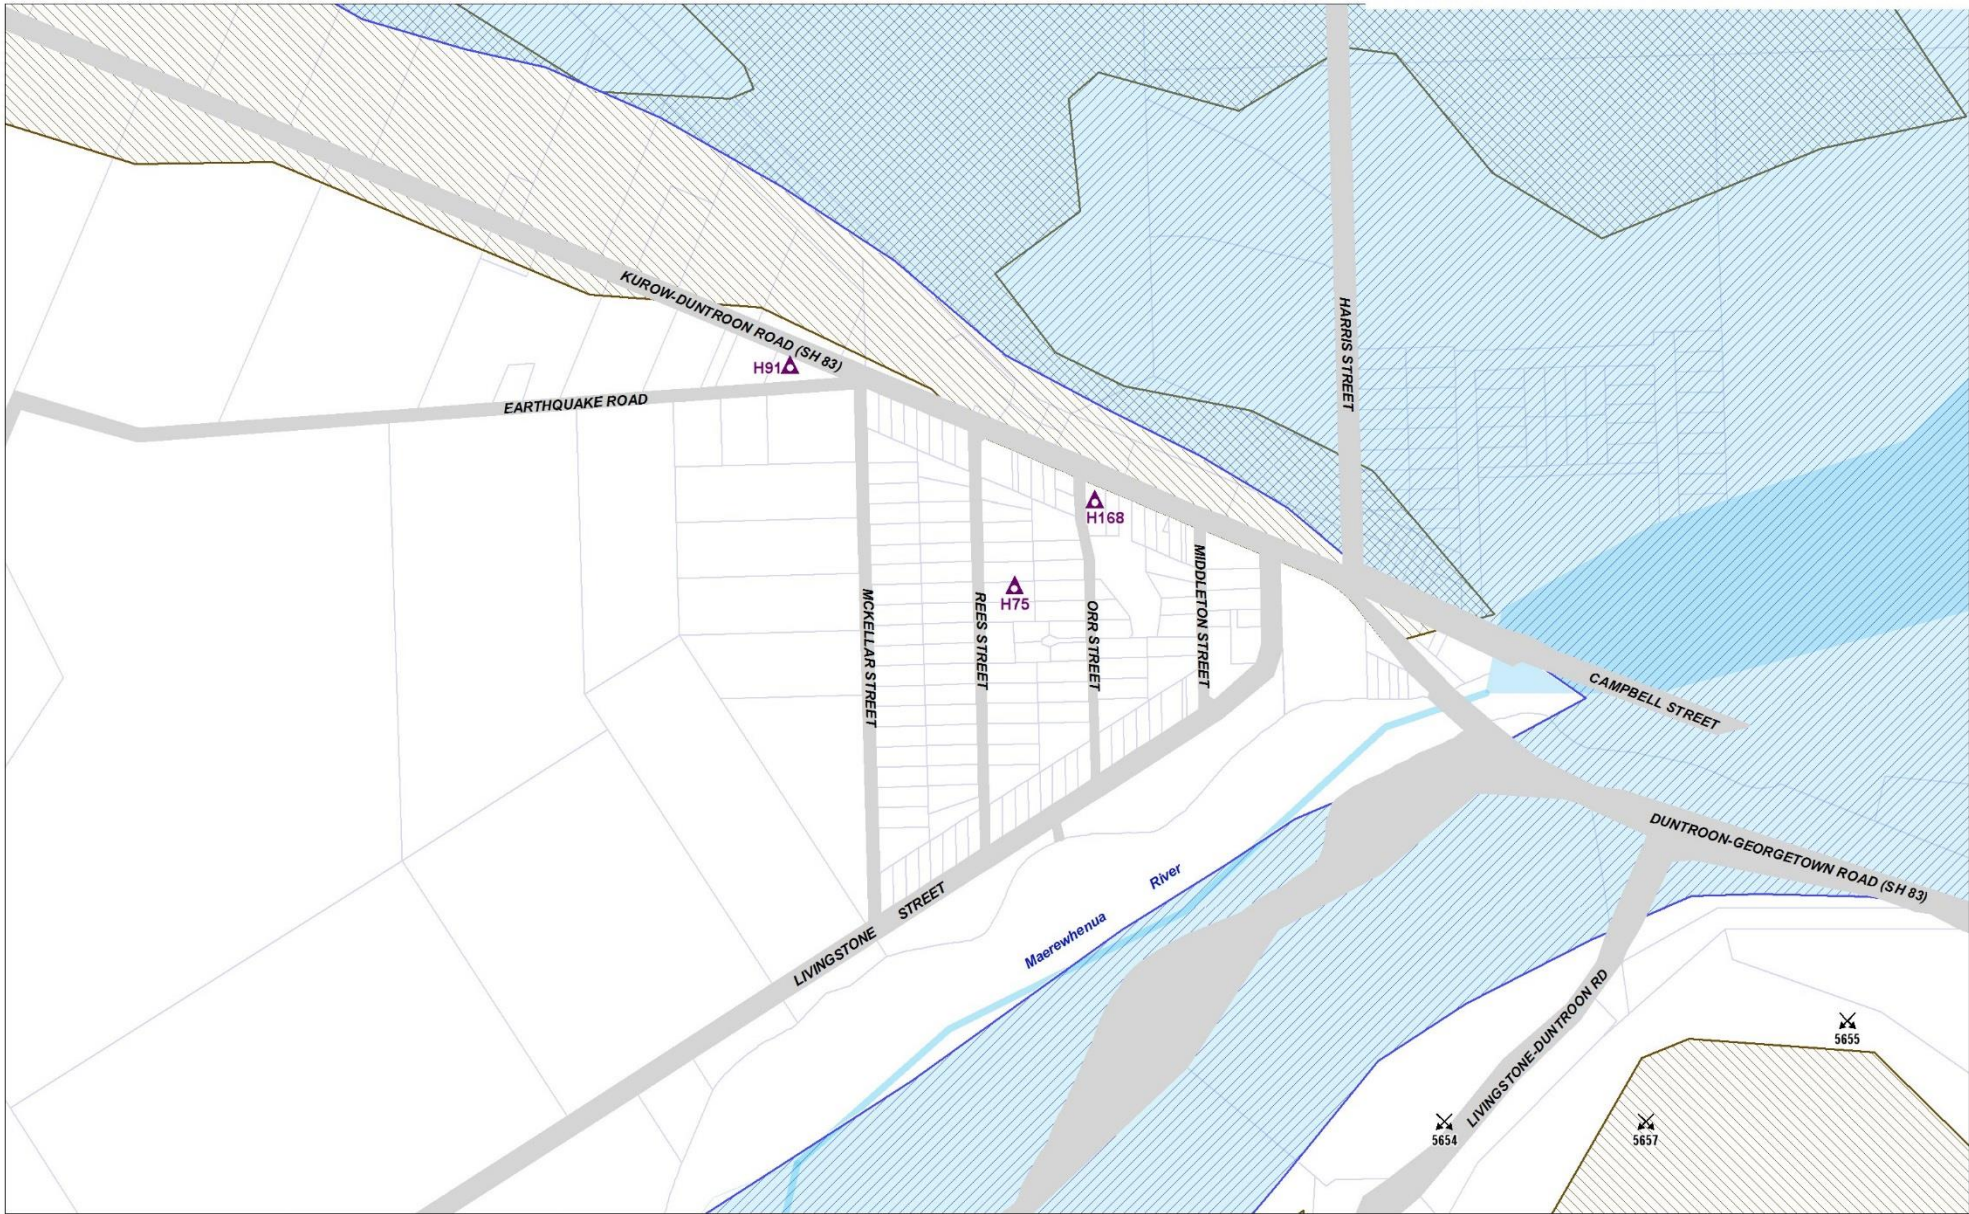 KUROW-DUNTROON ROAD (SH 83)
HARRIS STREET
H91
EARTHQUAKE ROAD
H168
MIDDLETON STREET
H75
MCKELLAR STREET
REES STREET
ORR STREET
CAMPBELL STREET
DUNTROON-GEORGETOWN ROAD (SH 83)
River
Maerewhenua
LIVINGSTONE STREET
LIVINGSTONE-DUNTROON RD
5655
5654
5657